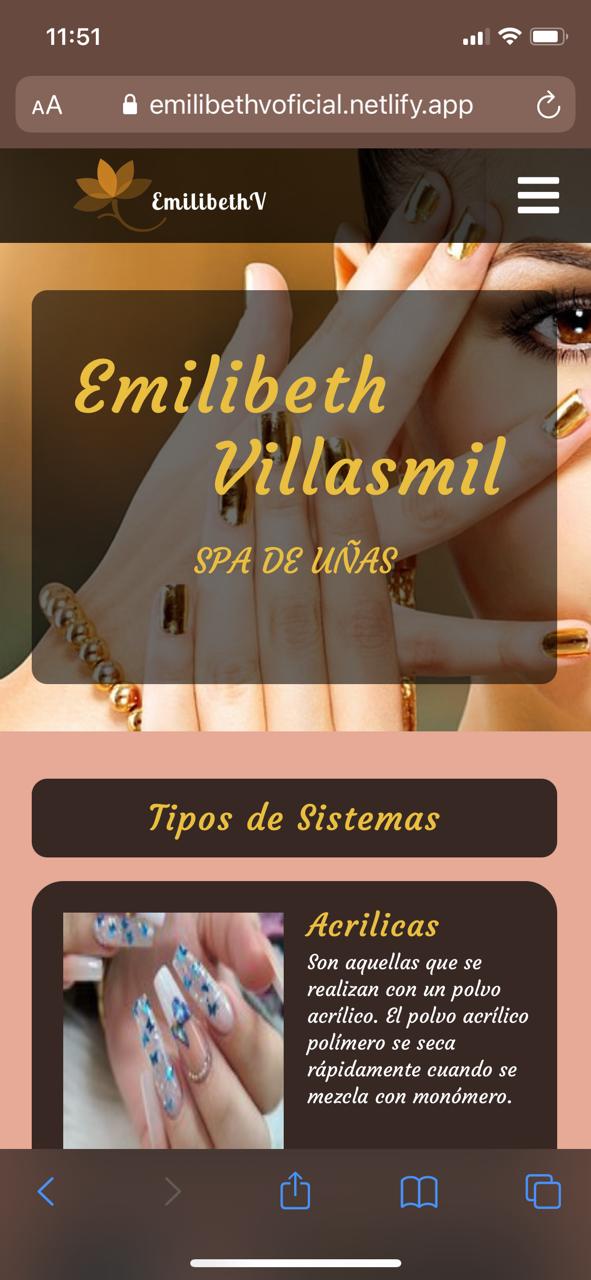 11:51
AA emilibethvoficial.netlify.app
EmilibethV
Emilibeth
Villasmil
SPA DE UÑAS
Tipos de Sistemas
Acrilicas
Son aquellas que se
realizan con un polvo
acrílico. El polvo acrílico
polímero se seca
rápidamente cuando se
mezcla con monómero.